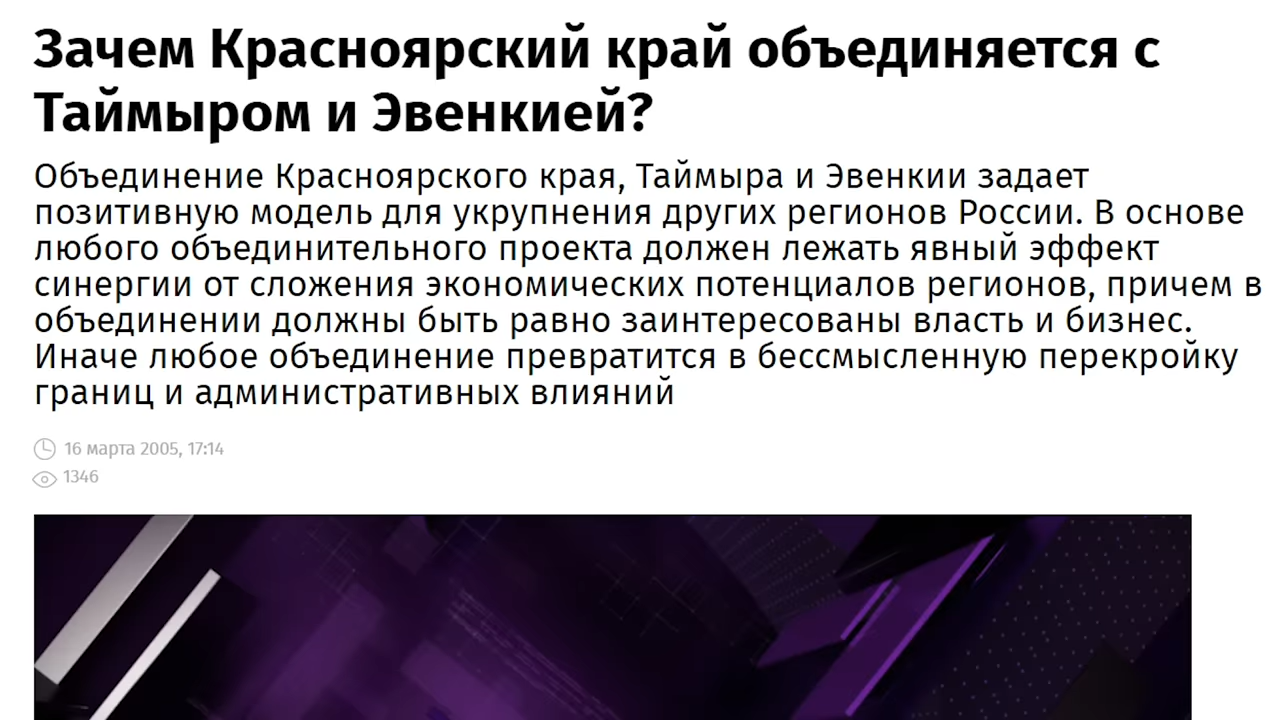 Зачем Красноярский край объединяется с
Таймыром и Эвенкией?
Объединение Красноярского края, Таймыра и Эвенкии задает
позитивную модель для укрупнения других регионов России. В основе
любого объединительного проекта должен лежать явный эффект
синергии от сложения экономических потенциалов регионов, причем в
объединении должны быть равно заинтересованы власть и бизнес.
Иначе любое объединение превратится в бессмысленную перекройку
границ и административных влияний
16 марта 2005, 17:14
1346